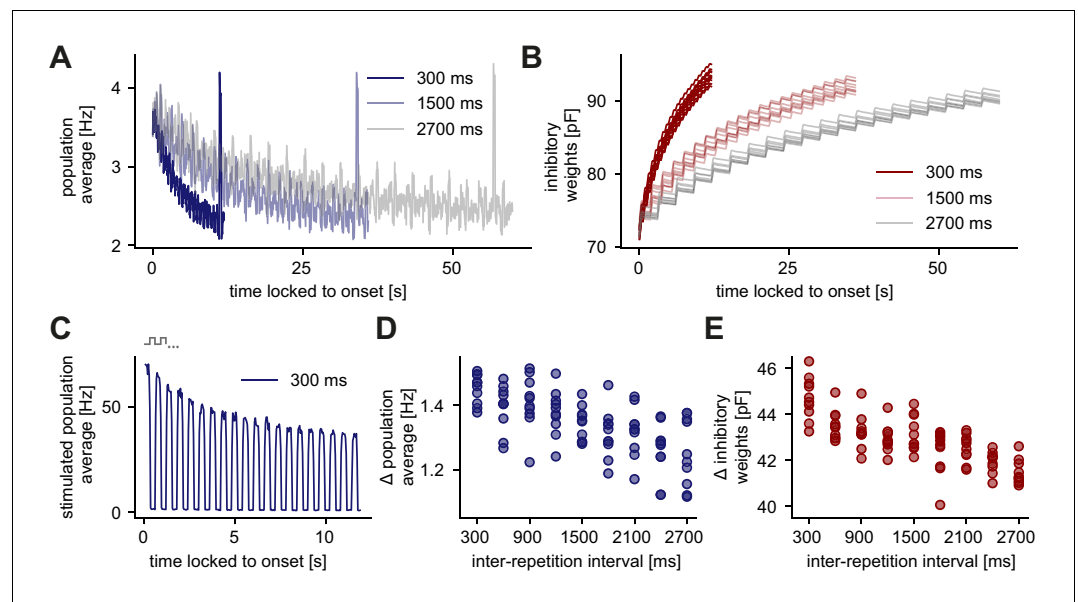 A
population
average [Hz]
4
3
2
0
25
50
time locked to onset [s]
300 ms
1500 ms
2700 ms
B
inhibitory
weights [pF]
90
80
70
0
25
50
time locked to onset [s]
300 ms
1500 ms
2700 ms
C
stimulated population
average [Hz]
50
0
0
5
10
time locked to onset [s]
...
300 ms
D
Δ population
average [Hz]
1.4
1.2
300 900 1500 2100 2700
inter-repetition interval [ms]
E
Δ inhibitory
weights [pF]
46
44
42
40
300 900 1500 2100 2700
inter-repetition interval [ms]